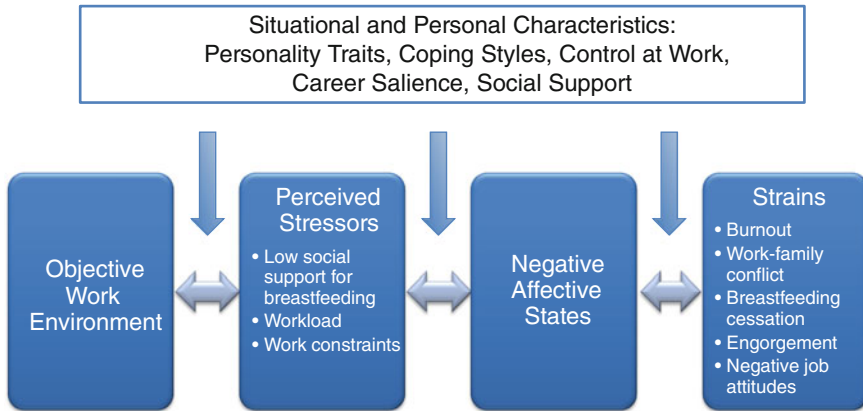 Situational and Personal Characteristics:
Personality Traits, Coping Styles, Control at Work,
Career Salience, Social Support
Objective
Work
Environment
Perceived
Stressors
• Low social
support for
breastfeeding
• Workload
• Work constraints
Negative
Affective
States
Strains
• Burnout
• Work-family
conflict
• Breastfeeding
cessation
• Engorgement
• Negative job
attitudes